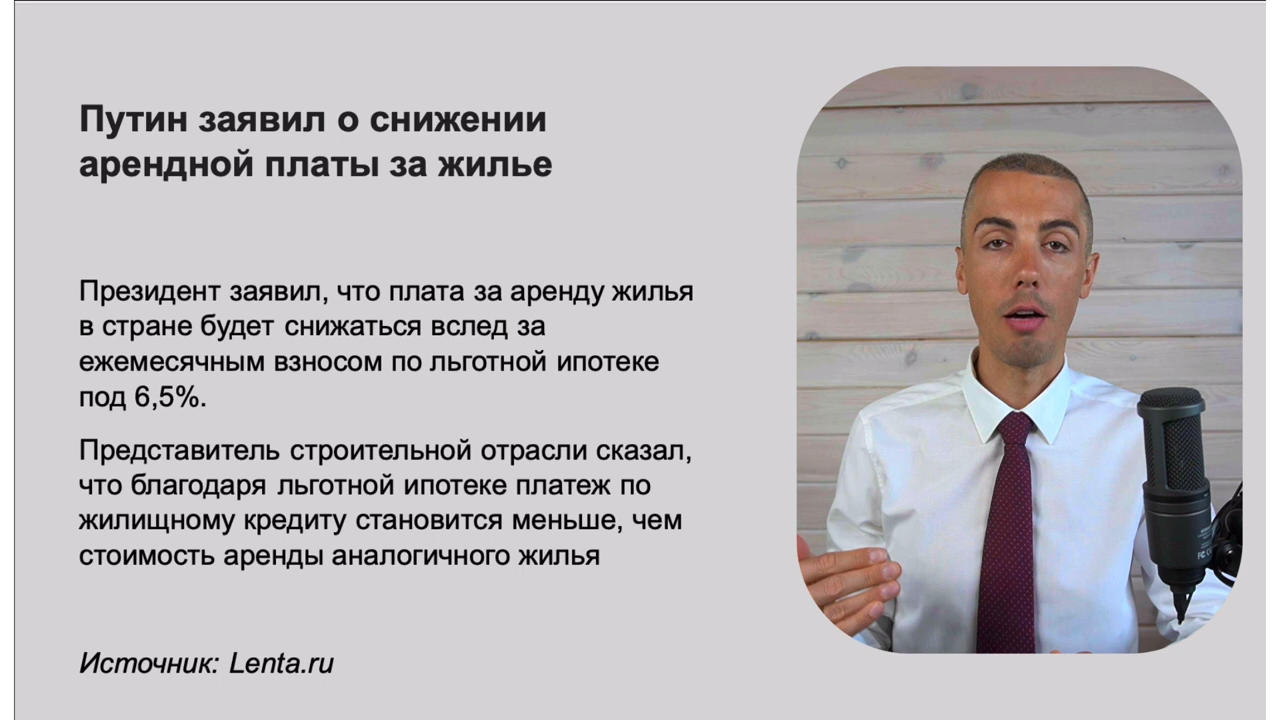 Путин заявил о снижении
арендной платы за жилье
Президент заявил, что плата за аренду жилья
в стране будет снижаться вслед за
ежемесячным взносом по льготной ипотеке
под 6,5%.
Представитель строительной отрасли сказал,
что благодаря льготной ипотеке платеж по
жилищному кредиту становится меньше, чем
стоимость аренды аналогичного жилья
Источник: Lenta.ru